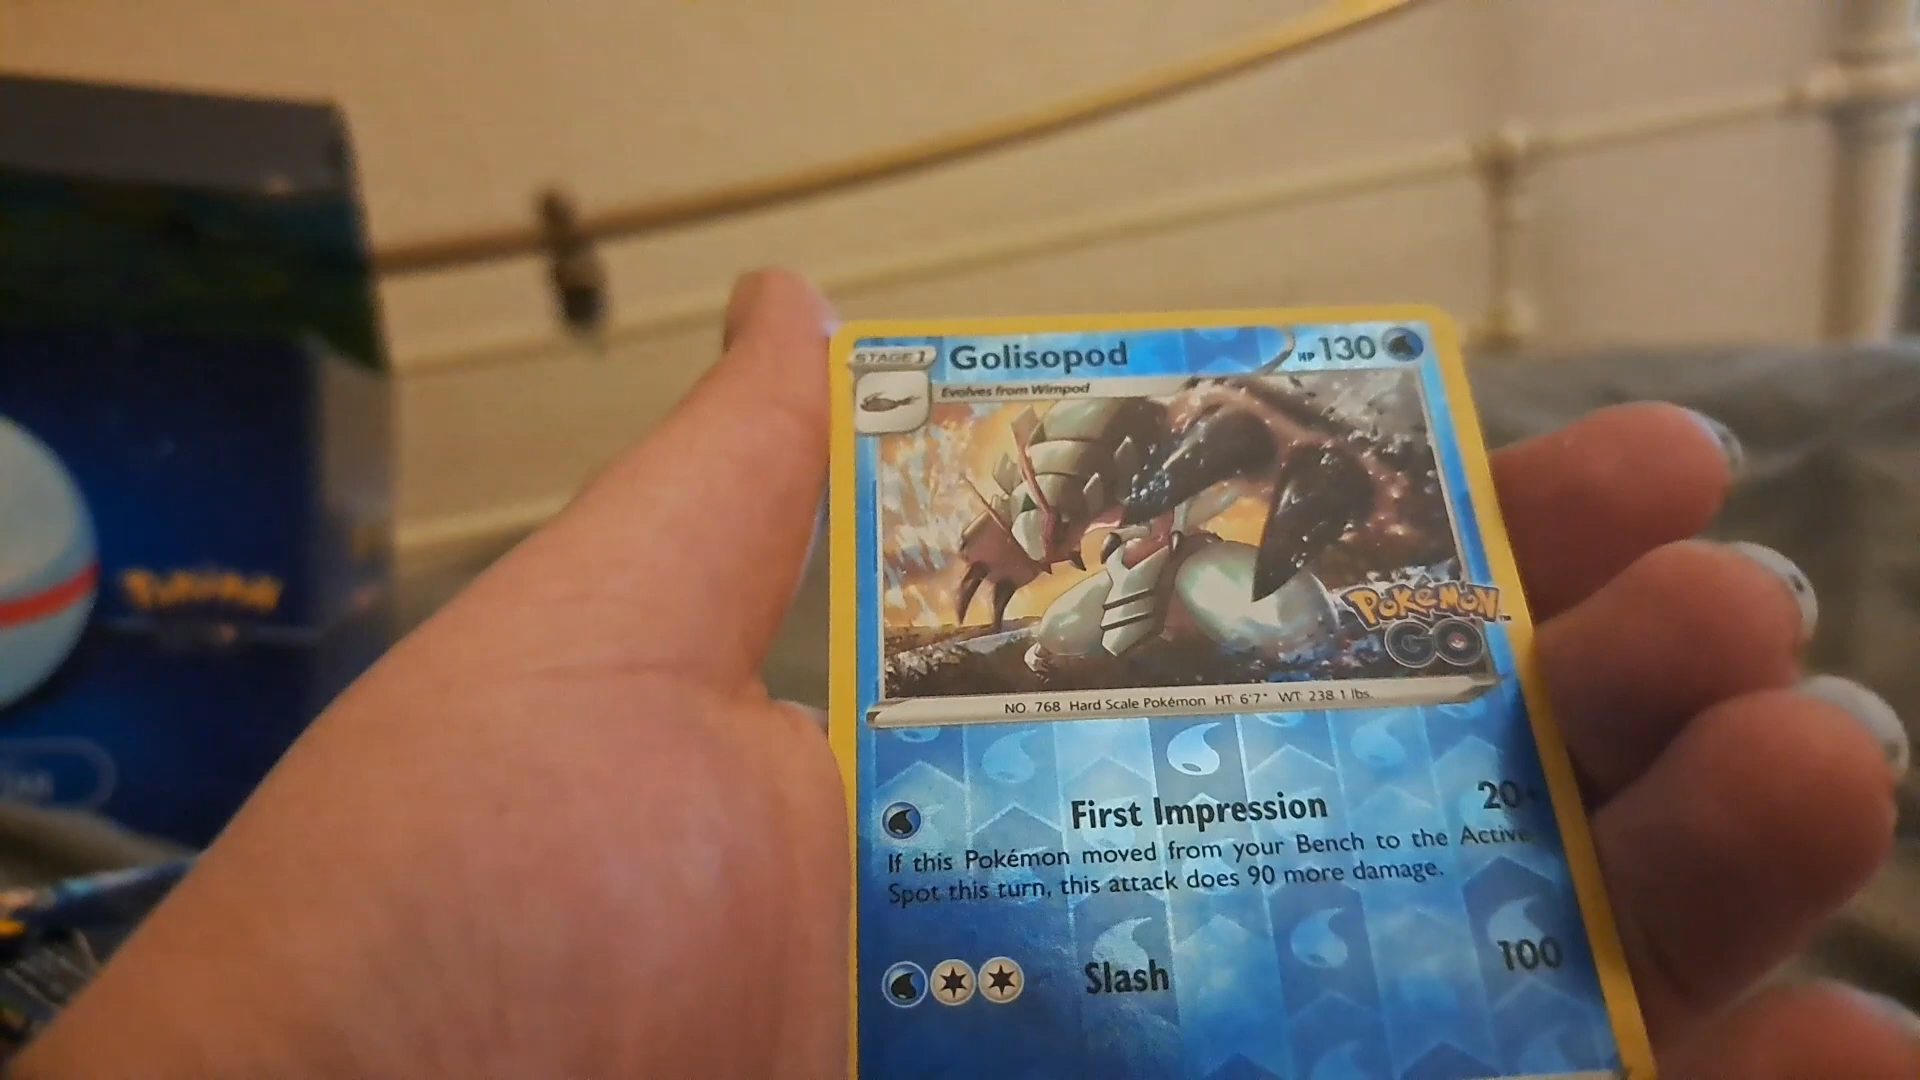 STAGE 1 Golisopod HP 130
Evolves from Wimpod
POKÉMON
GO
Pokémon
NO. 768 Hard Scale Pokémon HT: 6'7" WT: 238.1 lbs.
First Impression 20+
If this Pokémon moved from your Bench to the Active
Spot this turn, this attack does 90 more damage.
Slash 100